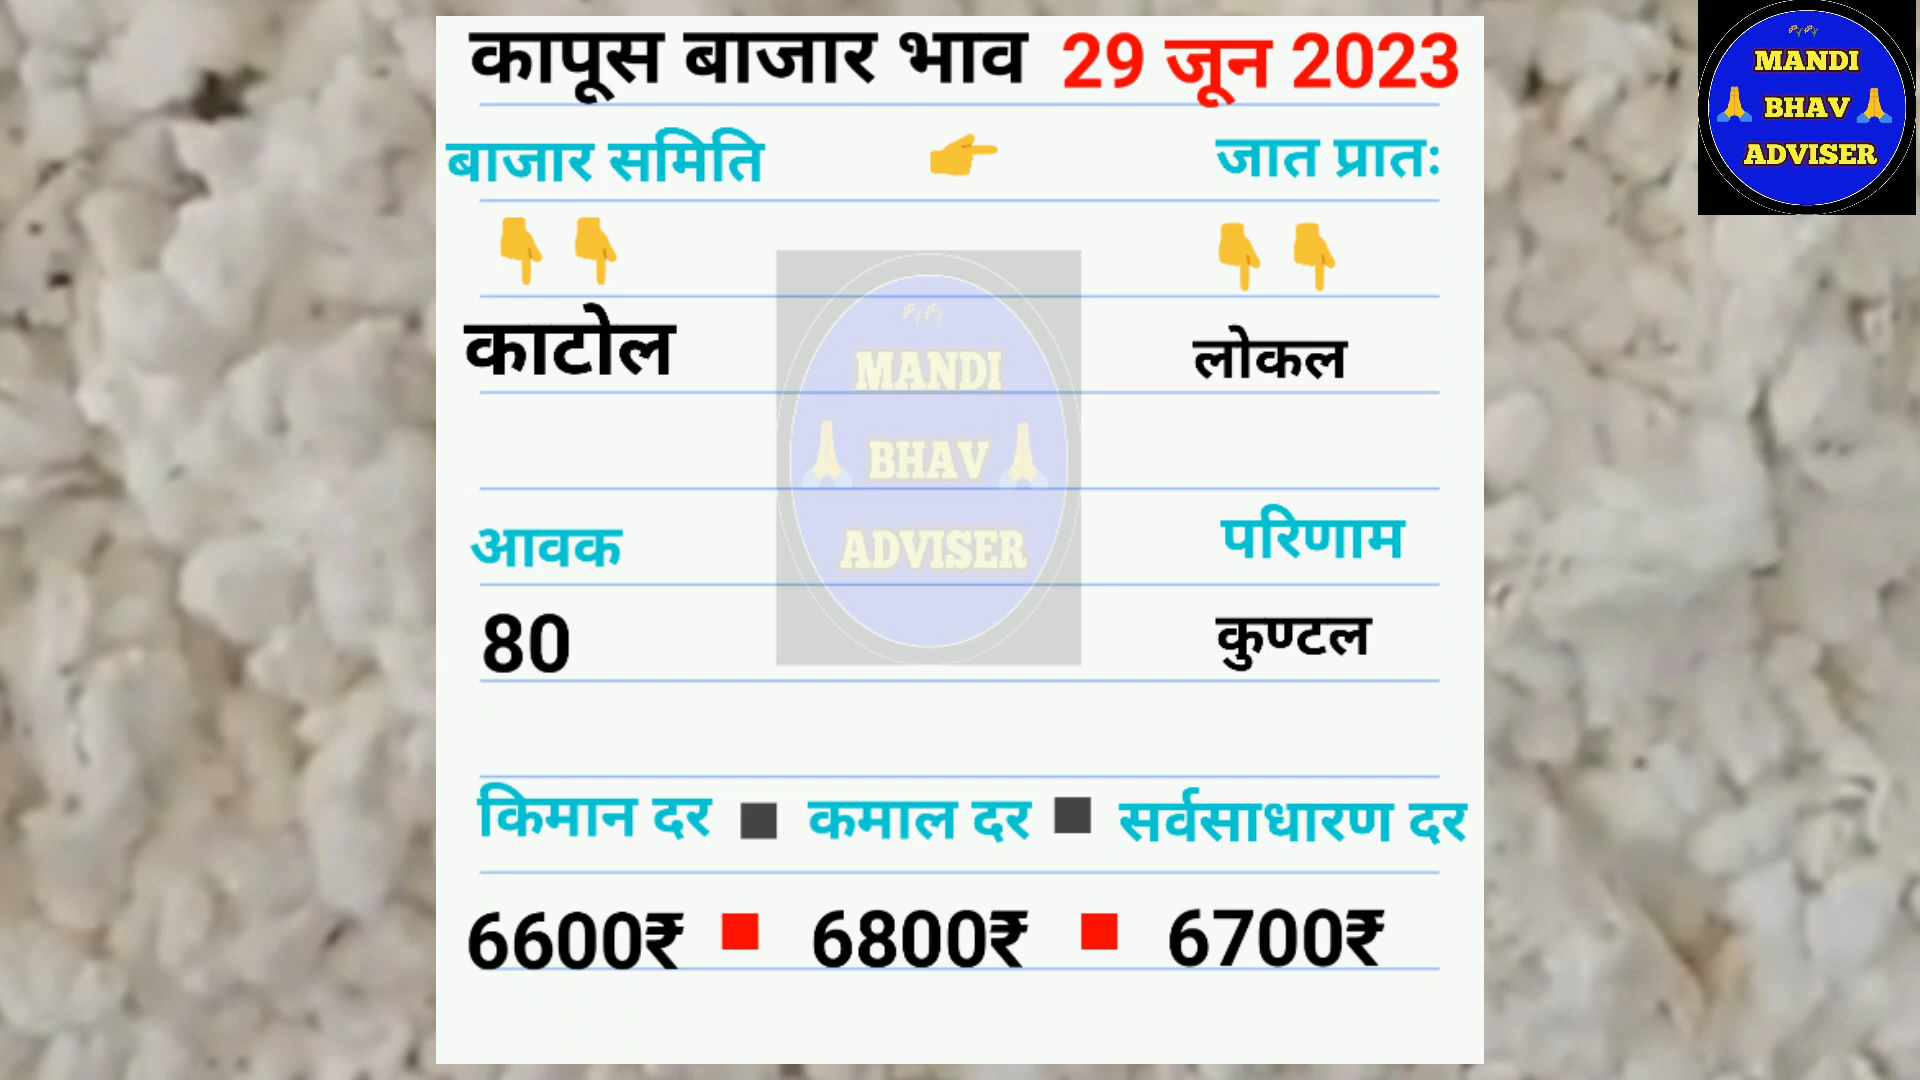 कापूस बाजार भाव 29 जून 2023
MANDI
BHAV
ADVISER
बाजार समिति 👉 जात प्रातः
👇 👇 👇 👇
काटोल लोकल
MANDI
BHAV
ADVISER
आवक परिणाम
80 कुण्टल
किमान दर ◼ कमाल दर ◼ सर्वसाधारण दर
6600₹ 🟥 6800₹ 🟥 6700₹